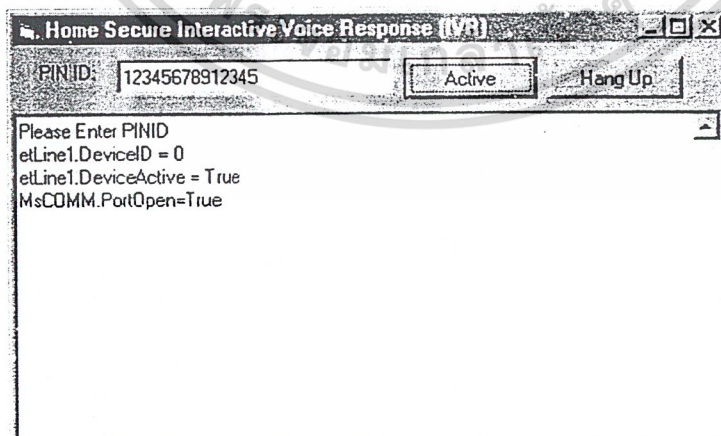 Home Secure Interactive Voice Response (IVR)
PIN ID: 12345678912345 Active Hang Up
Please Enter PINID
etLine1.DeviceID = 0
etLine1.DeviceActive = True
MsCOMM.PortOpen=True